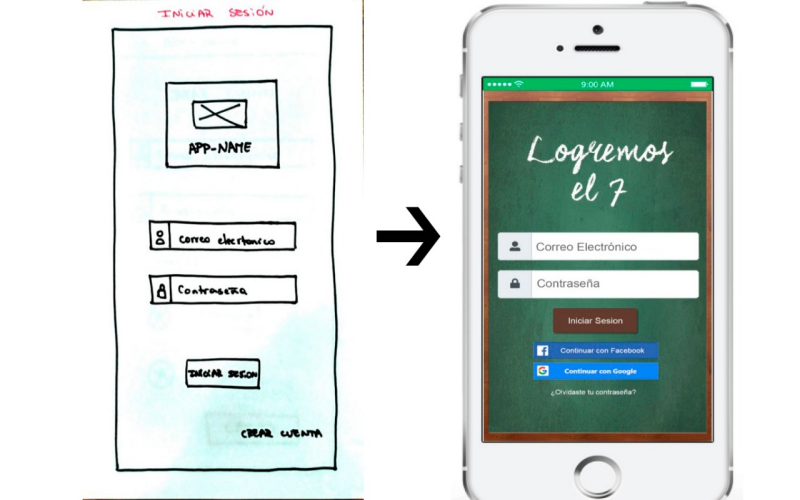 INICIAR SESIÓN
APP-NAME
Correo electronico
Contraseña
INICIAR SESION
CREAR CUENTA
9:00 AM
Logremos
el 7
Correo Electrónico
Contraseña
Iniciar Sesion
Continuar con Facebook
Continuar con Google
¿Olvidaste tu contraseña?